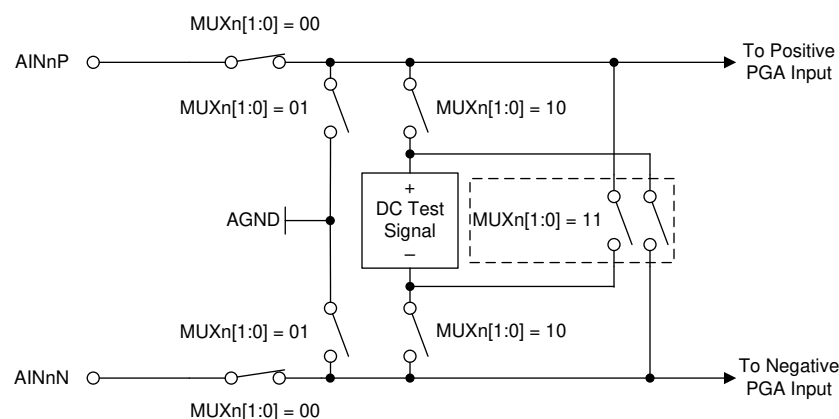 MUXn[1:0] = 00
AINnP
To Positive
PGA Input
MUXn[1:0] = 01
MUXn[1:0] = 10
+
DC Test
Signal
–
AGND
MUXn[1:0] = 11
MUXn[1:0] = 01
MUXn[1:0] = 10
AINnN
To Negative
PGA Input
MUXn[1:0] = 00